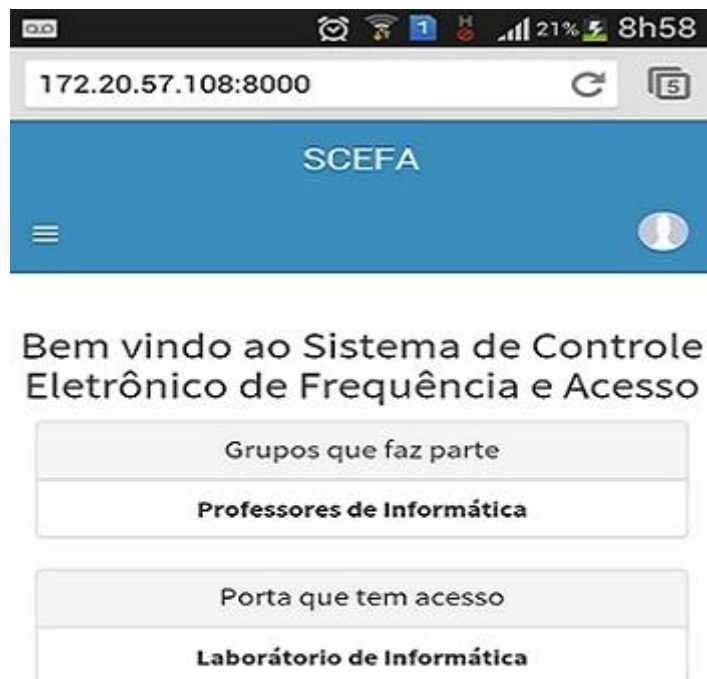 21% 8h58
172.20.57.108:8000
5
SCEFA
Bem vindo ao Sistema de Controle
Eletrônico de Frequência e Acesso
Grupos que faz parte
Professores de Informática
Porta que tem acesso
Laborátorio de Informática